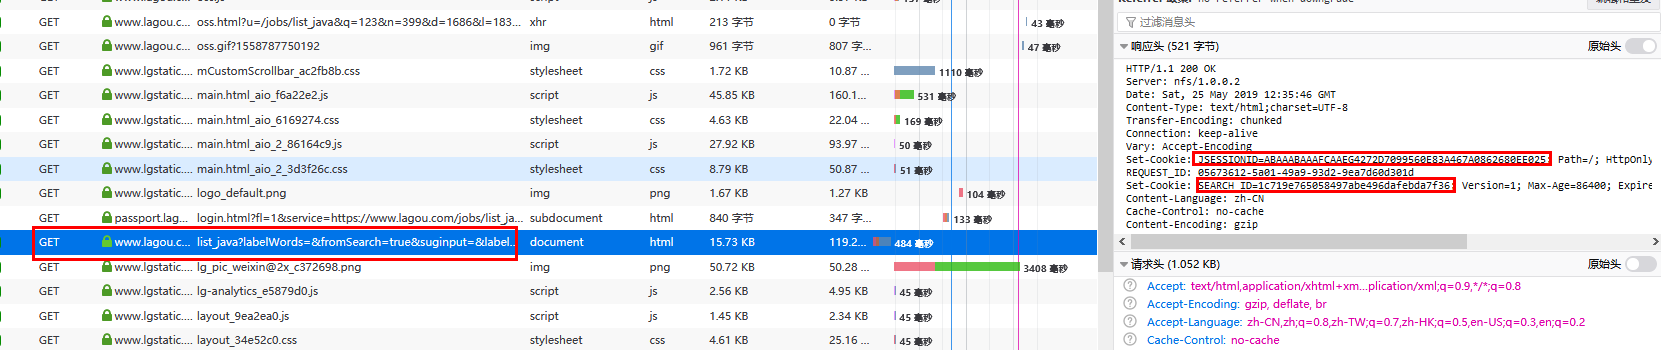 GET www.lagou.c... oss.html?u=/jobs/list_java&q=123&n=399&d=1686&l=183... xhr html 213 字节 0 字节 43 毫秒
GET www.lagou.c... oss.gif?1558787750192 img gif 961 字节 807 字... 47 毫秒
GET www.lgstatic.... mCustomScrollbar_ac2fb8b.css stylesheet css 1.72 KB 10.87 ... 1110 毫秒
GET www.lgstatic.... main.html_aio_f6a22e2.js script js 45.85 KB 160.1... 531 毫秒
GET www.lgstatic.... main.html_aio_6169274.css stylesheet css 4.63 KB 22.04 ... 169 毫秒
GET www.lgstatic.... main.html_aio_2_86164c9.js script js 27.92 KB 93.97 ... 50 毫秒
GET www.lgstatic.... main.html_aio_2_3d3f26c.css stylesheet css 8.79 KB 50.87 ... 51 毫秒
GET www.lgstatic.... logo_default.png img png 1.67 KB 1.27 KB 104 毫秒
GET passport.lag... login.html?fl=1&service=https://www.lagou.com/jobs/list_ja... subdocument html 840 字节 347 字... 133 毫秒
GET www.lagou.c... list_java?labelWords=&fromSearch=true&suginput=&label... document html 15.73 KB 119.2... 484 毫秒
GET www.lgstatic.... lg_pic_weixin@2x_c372698.png img png 50.72 KB 50.28 ... 3408 毫秒
GET www.lgstatic.... lg-analytics_e5879d0.js script js 2.56 KB 4.95 KB 45 毫秒
GET www.lgstatic.... layout_9ea2ea0.js script js 1.45 KB 2.34 KB 45 毫秒
GET www.lgstatic.... layout_34e52c0.css stylesheet css 4.61 KB 25.16 ... 45 毫秒
过滤消息头
响应头 (521 字节) 原始头
HTTP/1.1 200 OK
Server: nfs/1.0.0.2
Date: Sat, 25 May 2019 12:35:46 GMT
Content-Type: text/html;charset=UTF-8
Transfer-Encoding: chunked
Connection: keep-alive
Vary: Accept-Encoding
Set-Cookie: JSESSIONID=ABAAABAAAFCAAEG4272D7099560E83A467A0862680EE025; Path=/; HttpOnly
REQUEST_ID: 05673612-5a01-49a9-93d2-9ea7d60d301d
Set-Cookie: SEARCH_ID=1c719e765058497abe496dafebda7f36; Version=1; Max-Age=86400; Expire
Content-Language: zh-CN
Cache-Control: no-cache
Content-Encoding: gzip
请求头 (1.052 KB) 原始头
Accept: text/html,application/xhtml+xm...plication/xml;q=0.9,*/*;q=0.8
Accept-Encoding: gzip, deflate, br
Accept-Language: zh-CN,zh;q=0.8,zh-TW;q=0.7,zh-HK;q=0.5,en-US;q=0.3,en;q=0.2
Cache-Control: no-cache